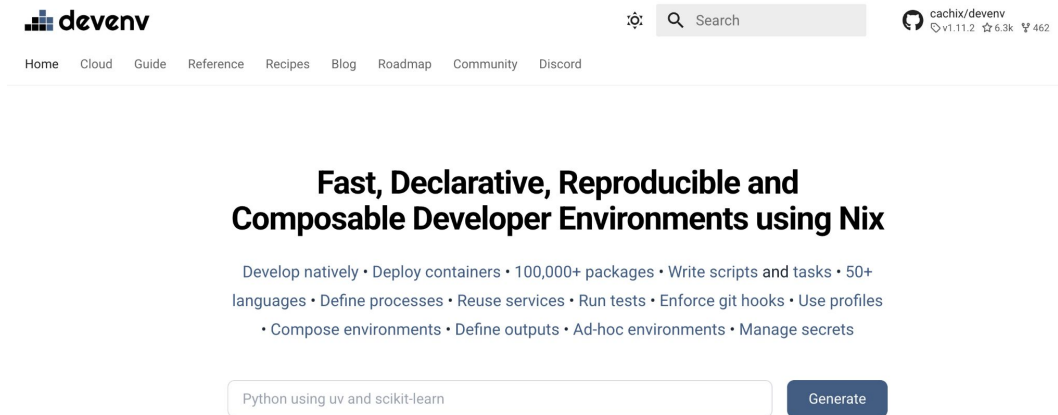 devenv
Search
cachix/devenv
v1.11.2 6.3k 462
Home Cloud Guide Reference Recipes Blog Roadmap Community Discord
Fast, Declarative, Reproducible and
Composable Developer Environments using Nix
Develop natively • Deploy containers • 100,000+ packages • Write scripts and tasks • 50+
languages • Define processes • Reuse services • Run tests • Enforce git hooks • Use profiles
• Compose environments • Define outputs • Ad-hoc environments • Manage secrets
Python using uv and scikit-learn
Generate